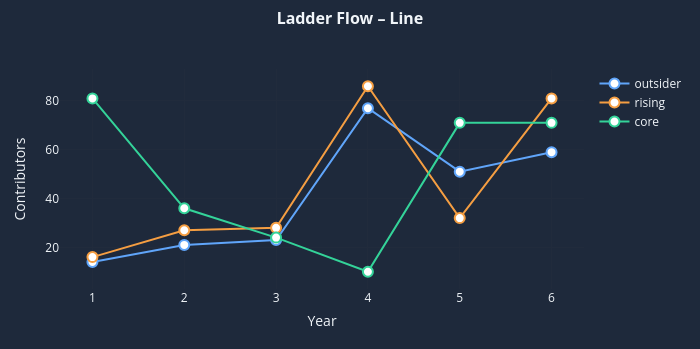 Ladder Flow – Line
outsider
rising
core
Contributors
80
60
40
20
1 2 3 4 5 6
Year